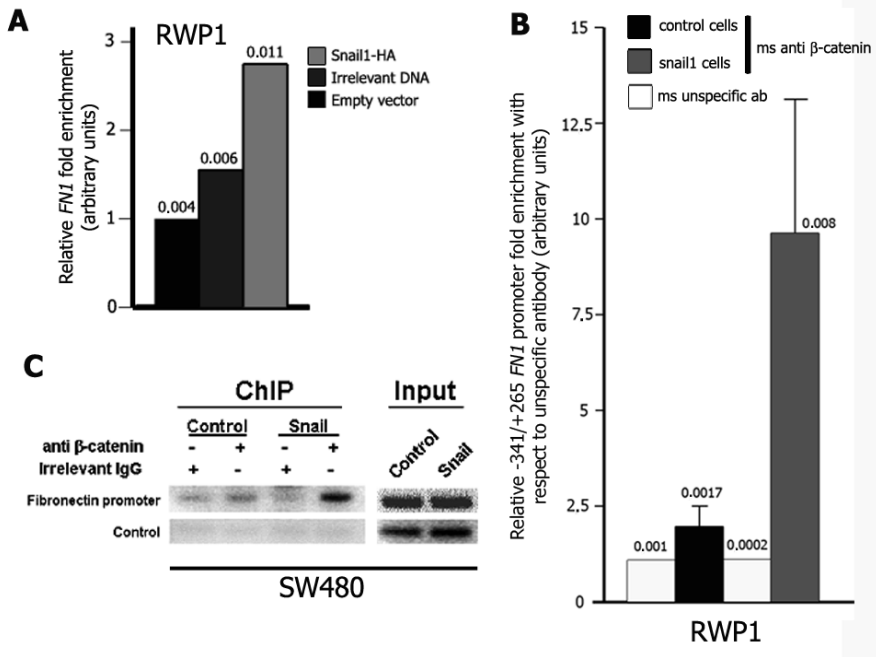 A
RWP1
Relative FN1 fold enrichment
(arbitrary units)
3
2
1
0
0.004
0.006
0.011
Snail1-HA
Irrelevant DNA
Empty vector
B
Relative -341/+265 FN1 promoter fold enrichment with
respect to unspecific antibody (arbitrary units)
15
12.5
10
7.5
5
2.5
0
control cells
snail1 cells
ms anti β-catenin
ms unspecific ab
0.001
0.0017
0.0002
0.008
RWP1
C
ChIP
Input
Control
Snail
Control
Snail
anti β-catenin
- + - +
Irrelevant IgG
+ - + -
Fibronectin promoter
Control
SW480